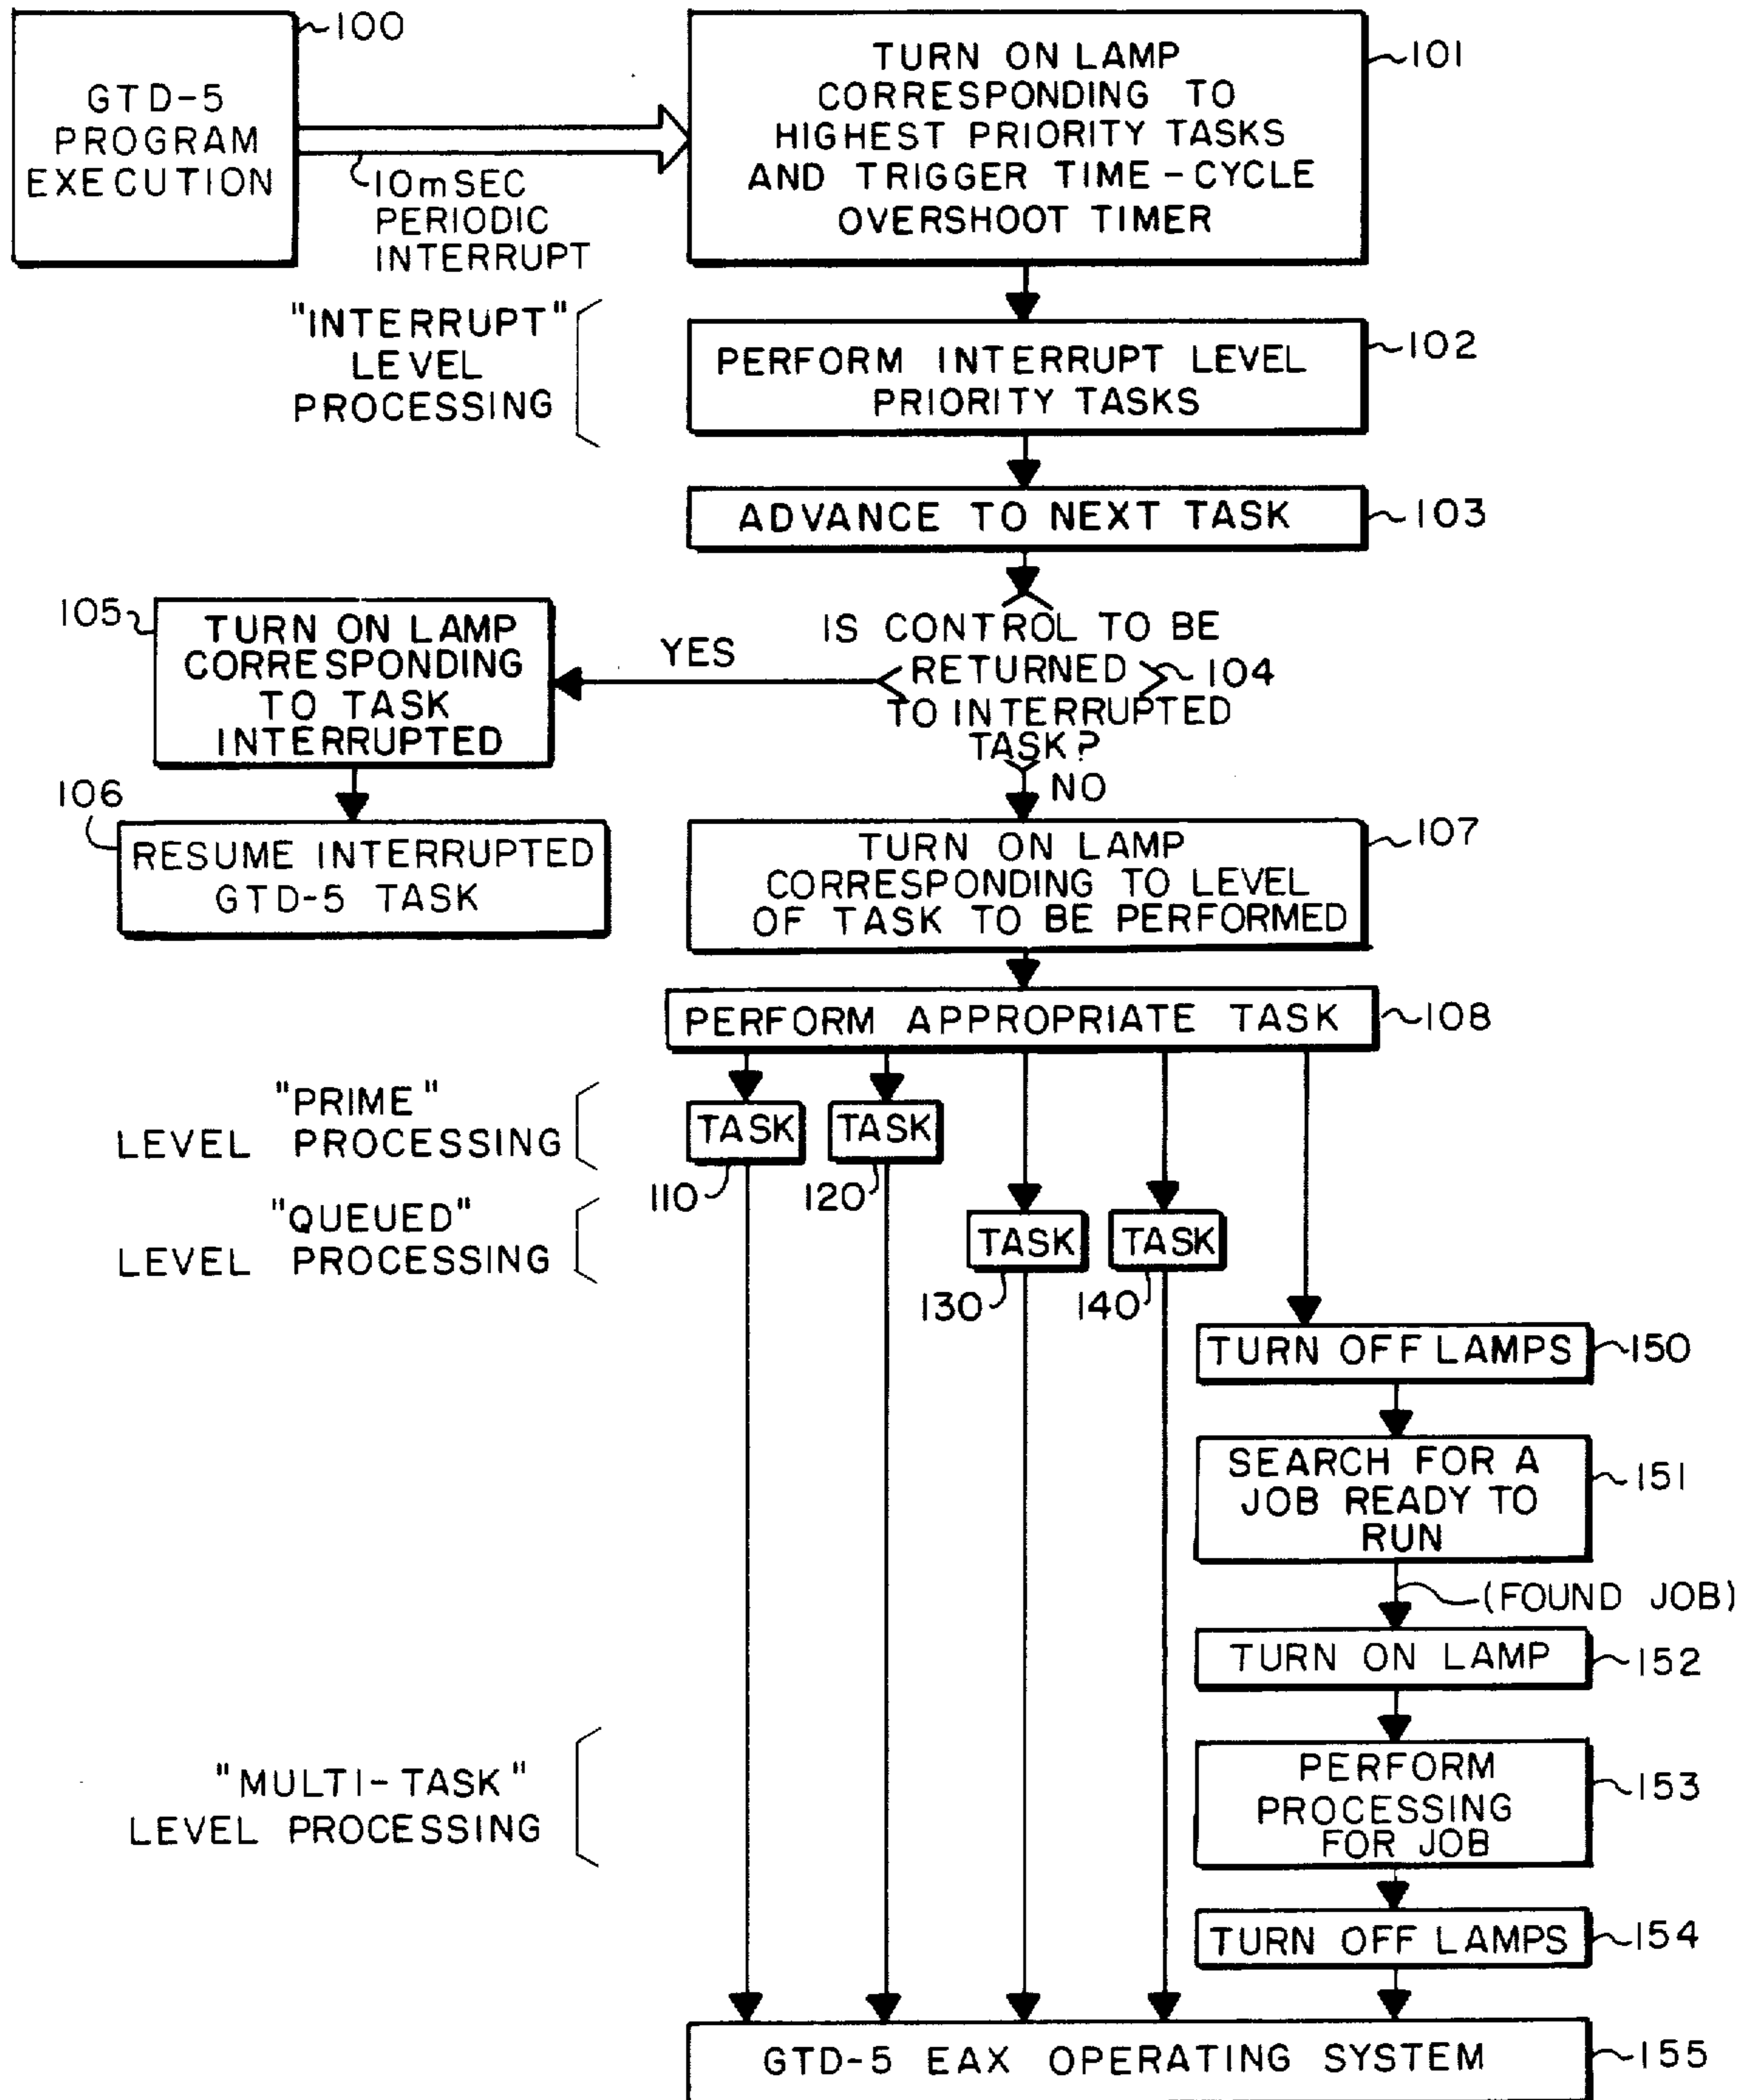 100
GTD-5
PROGRAM
EXECUTION
10mSEC
PERIODIC
INTERRUPT
TURN ON LAMP
CORRESPONDING TO
HIGHEST PRIORITY TASKS
AND TRIGGER TIME-CYCLE
OVERSHOOT TIMER
101
"INTERRUPT"
LEVEL
PROCESSING
PERFORM INTERRUPT LEVEL
PRIORITY TASKS
102
ADVANCE TO NEXT TASK
103
IS CONTROL TO BE
RETURNED
TO INTERRUPTED
TASK?
104
YES
105
TURN ON LAMP
CORRESPONDING
TO TASK
INTERRUPTED
106
RESUME INTERRUPTED
GTD-5 TASK
NO
TURN ON LAMP
CORRESPONDING TO LEVEL
OF TASK TO BE PERFORMED
107
PERFORM APPROPRIATE TASK
108
"PRIME"
LEVEL PROCESSING
TASK
TASK
110
120
"QUEUED"
LEVEL PROCESSING
TASK
TASK
130
140
TURN OFF LAMPS
150
SEARCH FOR A
JOB READY TO
RUN
151
(FOUND JOB)
TURN ON LAMP
152
"MULTI-TASK"
LEVEL PROCESSING
PERFORM
PROCESSING
FOR JOB
153
TURN OFF LAMPS
154
GTD-5 EAX OPERATING SYSTEM
155